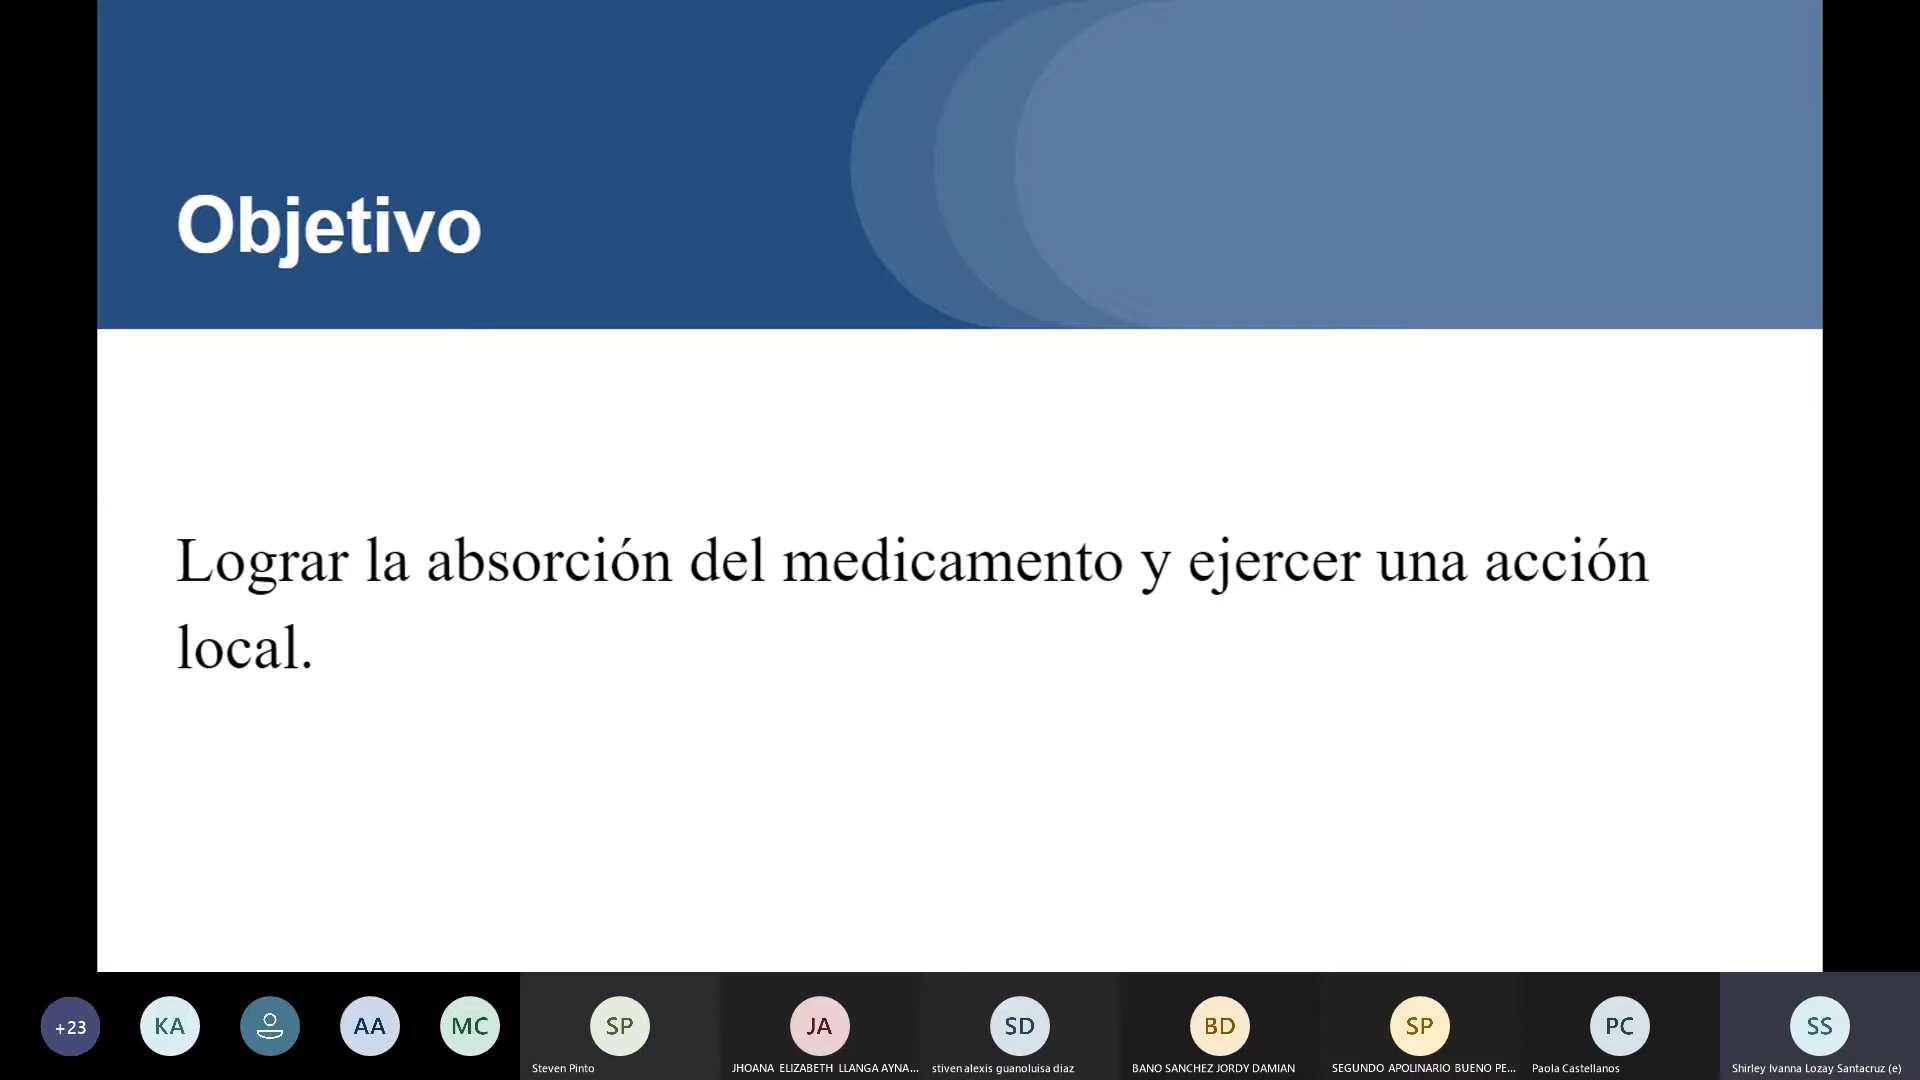 Objetivo
Lograr la absorción del medicamento y ejercer una acción
local.
+23
KA
AA
MC
SP
JA
SD
BD
SP
PC
SS
Steven Pinto
JHOANA ELIZABETH LLANGA AYNA...
stiven alexis guanoluisa diaz
BANO SANCHEZ JORDY DAMIAN
SEGUNDO APOLINARIO BUENO PE...
Paola Castellanos
Shirley Ivanna Lozay Santacruz (e)